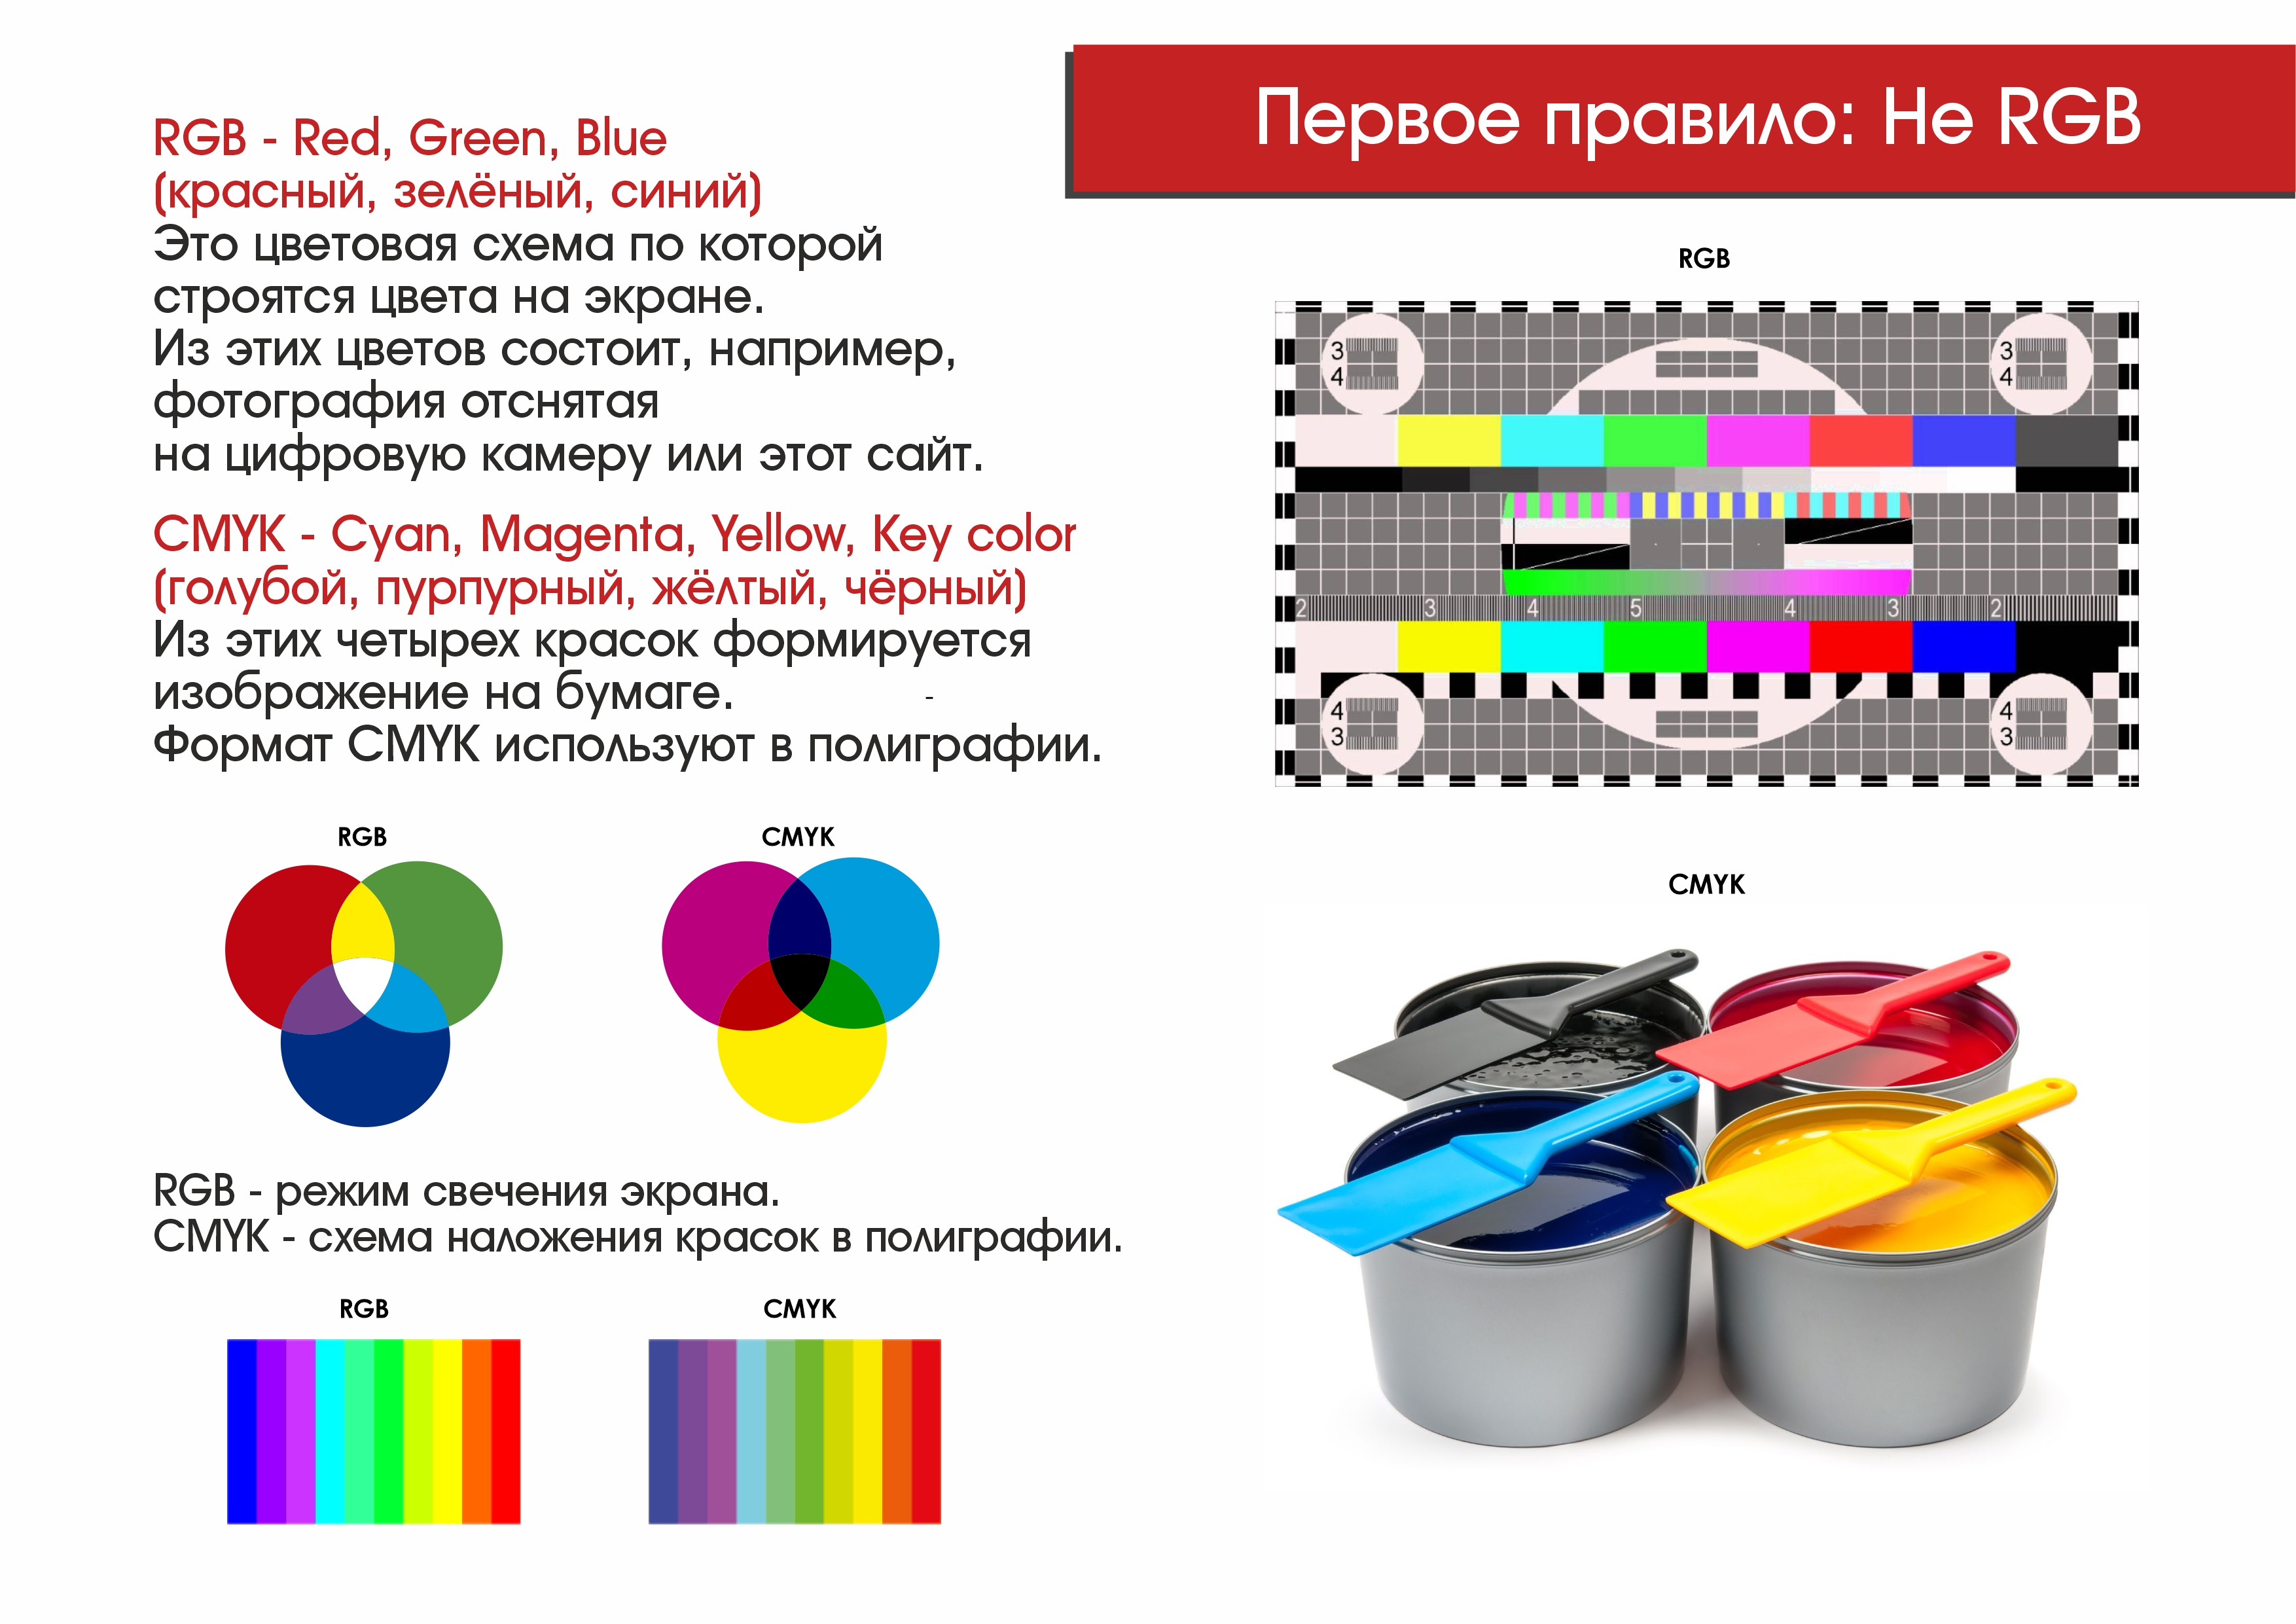 Первое правило: Не RGB
RGB - Red, Green, Blue
(красный, зелёный, синий)
Это цветовая схема по которой
строятся цвета на экране.
Из этих цветов состоит, например,
фотография отснятая
на цифровую камеру или этот сайт.
CMYK - Cyan, Magenta, Yellow, Key color
(голубой, пурпурный, жёлтый, чёрный)
Из этих четырех красок формируется
изображение на бумаге.
-
Формат CMYK используют в полиграфии.
RGB
CMYK
RGB - режим свечения экрана.
CMYK - схема наложения красок в полиграфии.
RGB
CMYK
RGB
3
4
3
4
2 3 4 5 4 3 2
4
3
4
3
CMYK